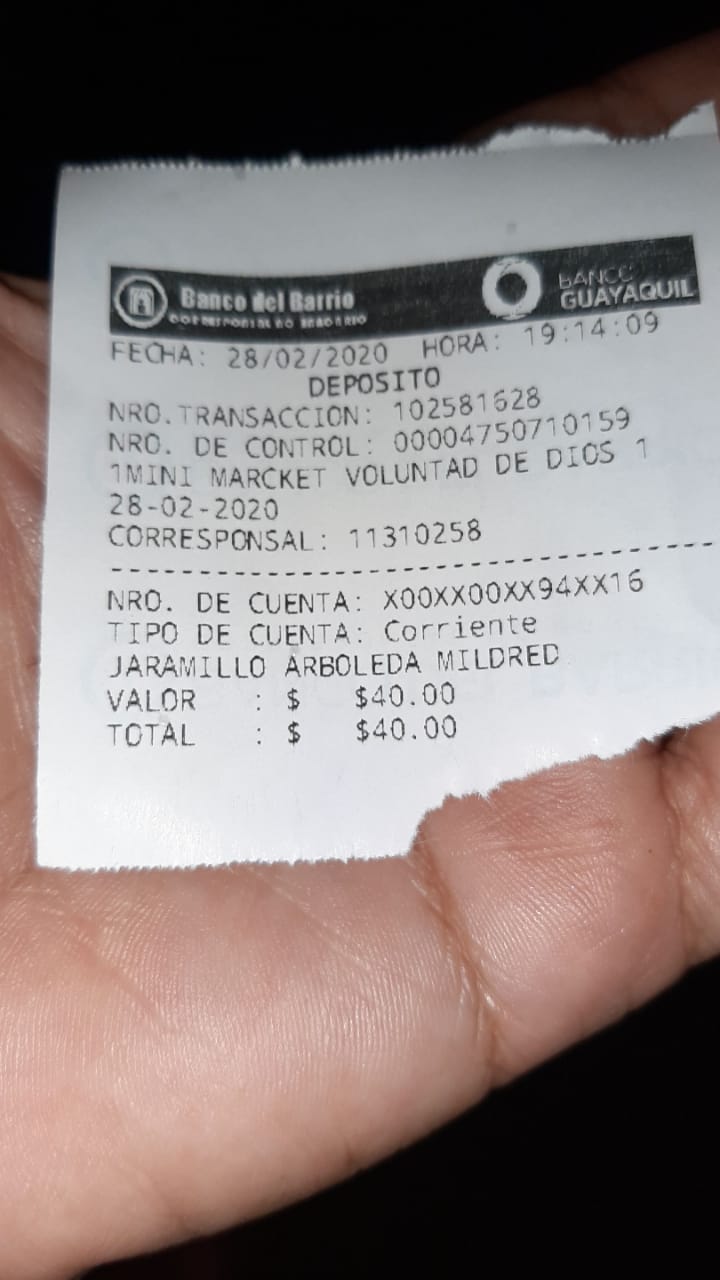 Banco del Barrio
BANCO
GUAYAQUIL
FECHA: 28/02/2020 HORA: 19:14:09
DEPOSITO
NRO.TRANSACCION: 102581628
NRO. DE CONTROL: 00004750710159
1MINI MARCKET VOLUNTAD DE DIOS 1
28-02-2020
CORRESPONSAL: 11310258
NRO. DE CUENTA: X00XX00XX94XX16
TIPO DE CUENTA: Corriente
JARAMILLO ARBOLEDA MILDRED
VALOR : $ $40.00
TOTAL : $ $40.00